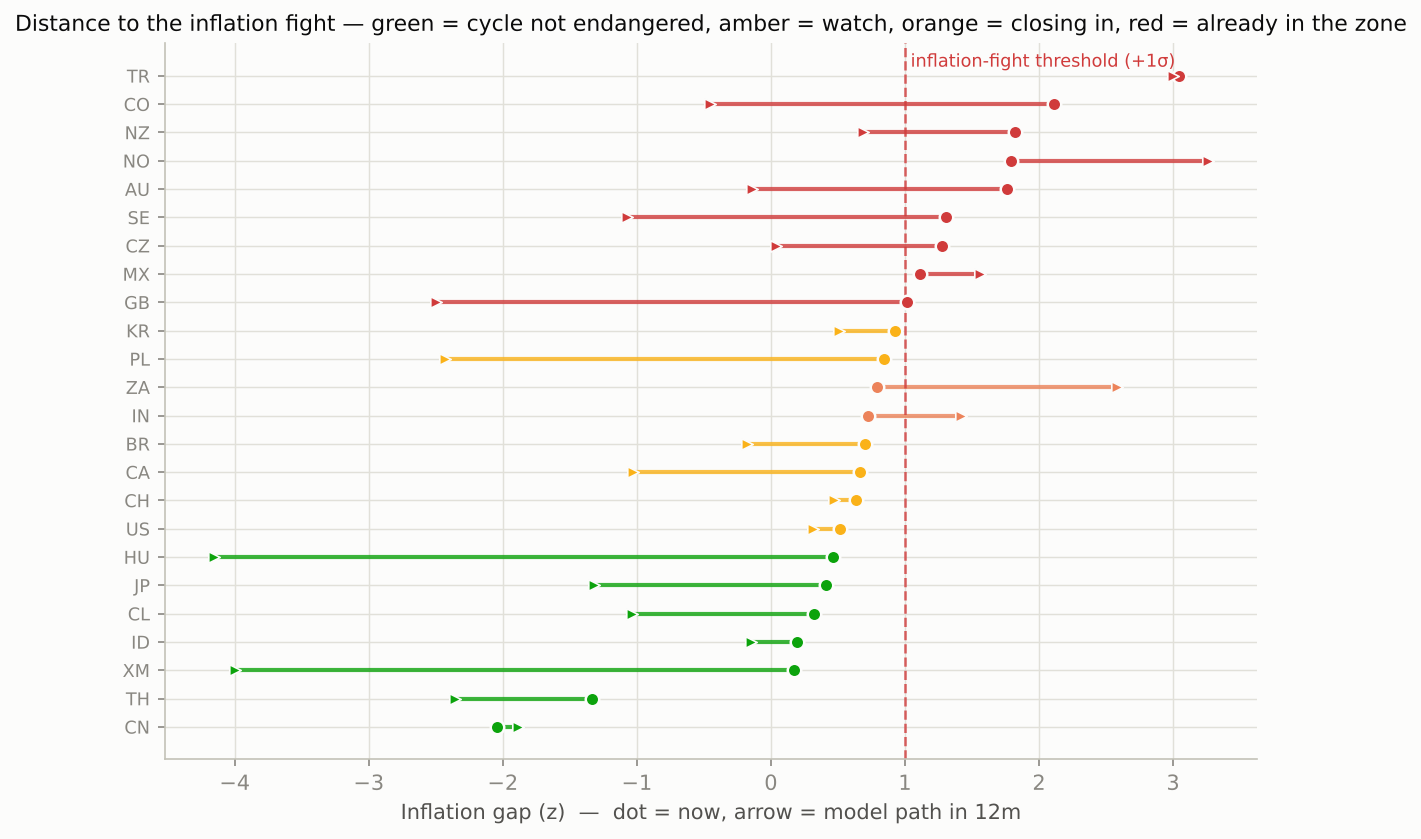 Distance to the inflation fight — green = cycle not endangered, amber = watch, orange = closing in, red = already in the zone
inflation-fight threshold (+1σ)
TR
CO
NZ
NO
AU
SE
CZ
MX
GB
KR
PL
ZA
IN
BR
CA
CH
US
HU
JP
CL
ID
XM
TH
CN
−4 −3 −2 −1 0 1 2 3
Inflation gap (z) — dot = now, arrow = model path in 12m